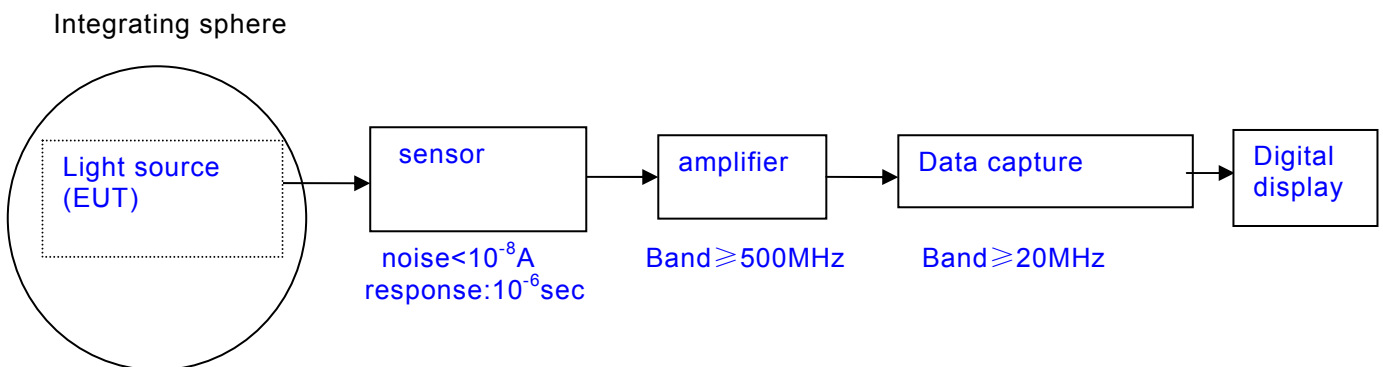 Integrating sphere
Light source
(EUT)
sensor
amplifier
Data capture
Digital
display
noise<10⁻⁸A
response:10⁻⁶sec
Band≥500MHz
Band≥20MHz